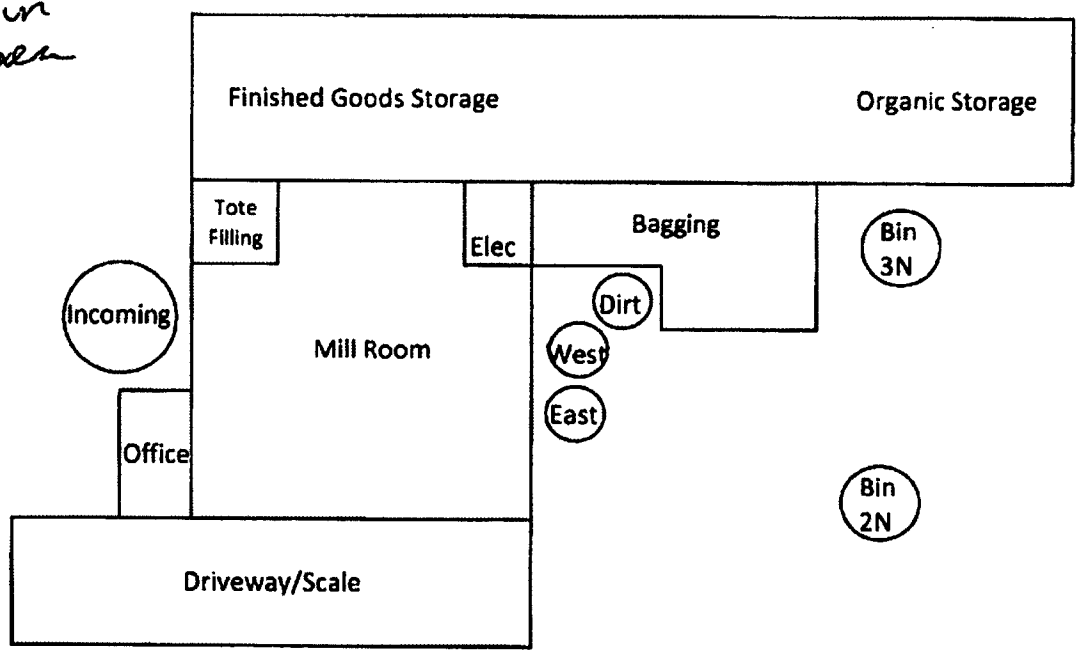 Finished Goods Storage
Organic Storage
Tote
Filling
Elec
Bagging
Bin
3N
Incoming
Dirt
Mill Room
West
East
Office
Bin
2N
Driveway/Scale